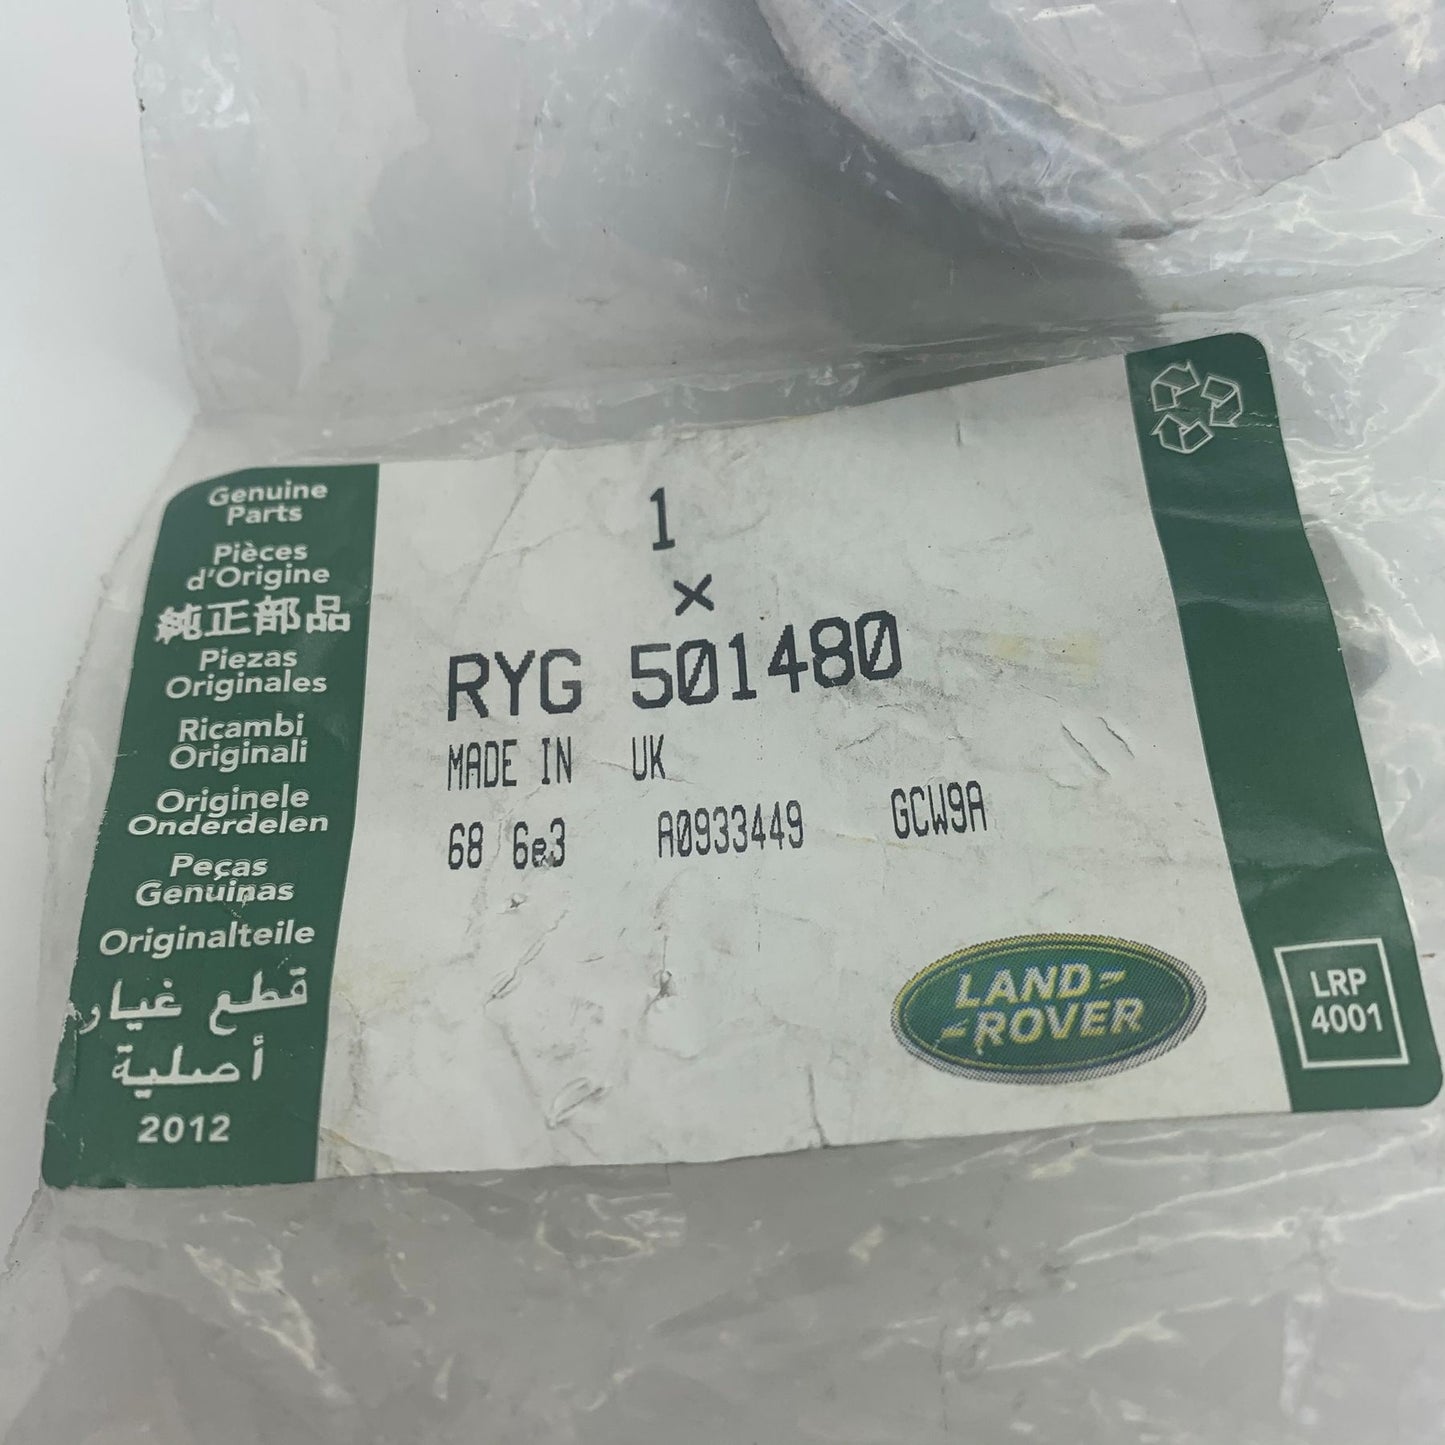 Genuine
Parts
Pièces
d'Origine
純正部品
Piezas
Originales
Ricambi
Originali
Originele
Onderdelen
Peças
Genuinas
Originalteile
قطع غيار
أصلية
2012
1
×
RYG 501480
MADE IN UK
68 6e3 A0933449 GCW9A
LAND-
-ROVER
LRP
4001